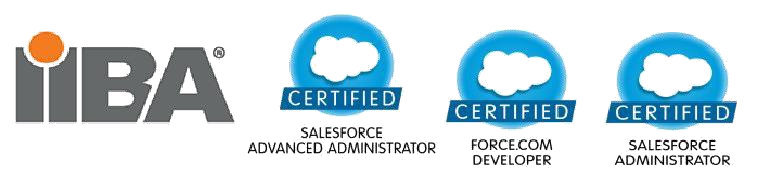 iiBA®
CERTIFIED
SALESFORCE
ADVANCED ADMINISTRATOR
CERTIFIED
FORCE.COM
DEVELOPER
CERTIFIED
SALESFORCE
ADMINISTRATOR